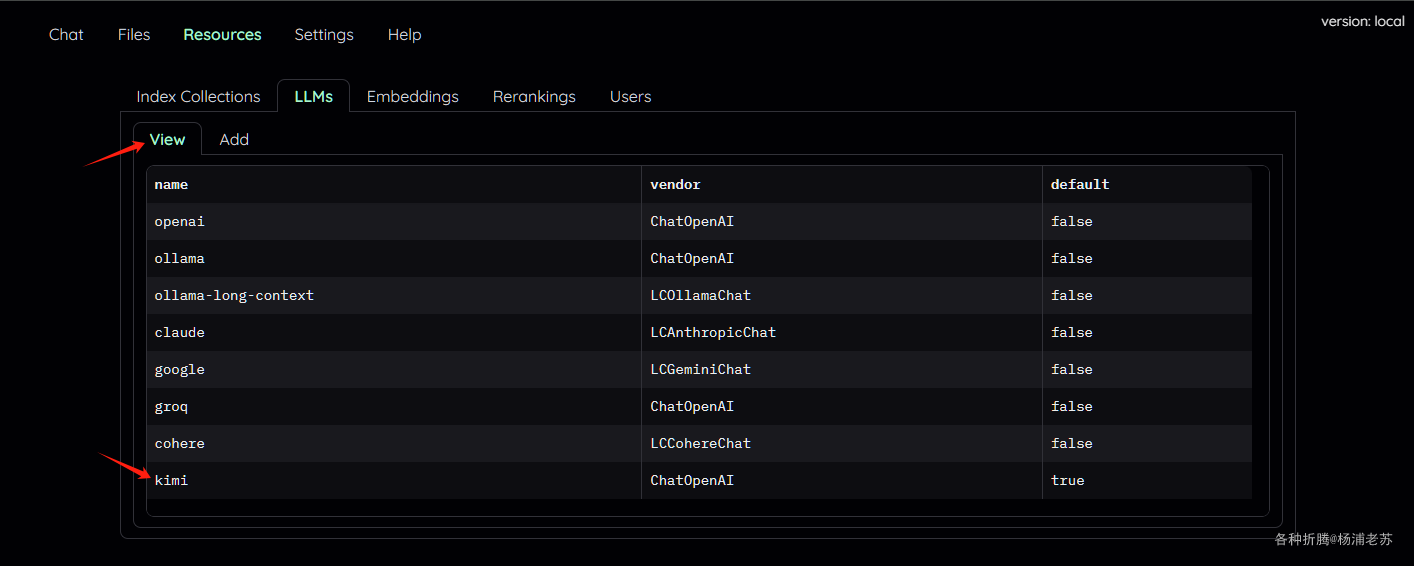 version: local
Chat Files Resources Settings Help
Index Collections LLMs Embeddings Rerankings Users
View Add
name vendor default
openai ChatOpenAI false
ollama ChatOpenAI false
ollama-long-context LCOllamaChat false
claude LCAnthropicChat false
google LCGeminiChat false
groq ChatOpenAI false
cohere LCCohereChat false
kimi ChatOpenAI true
各种折腾@杨浦老苏